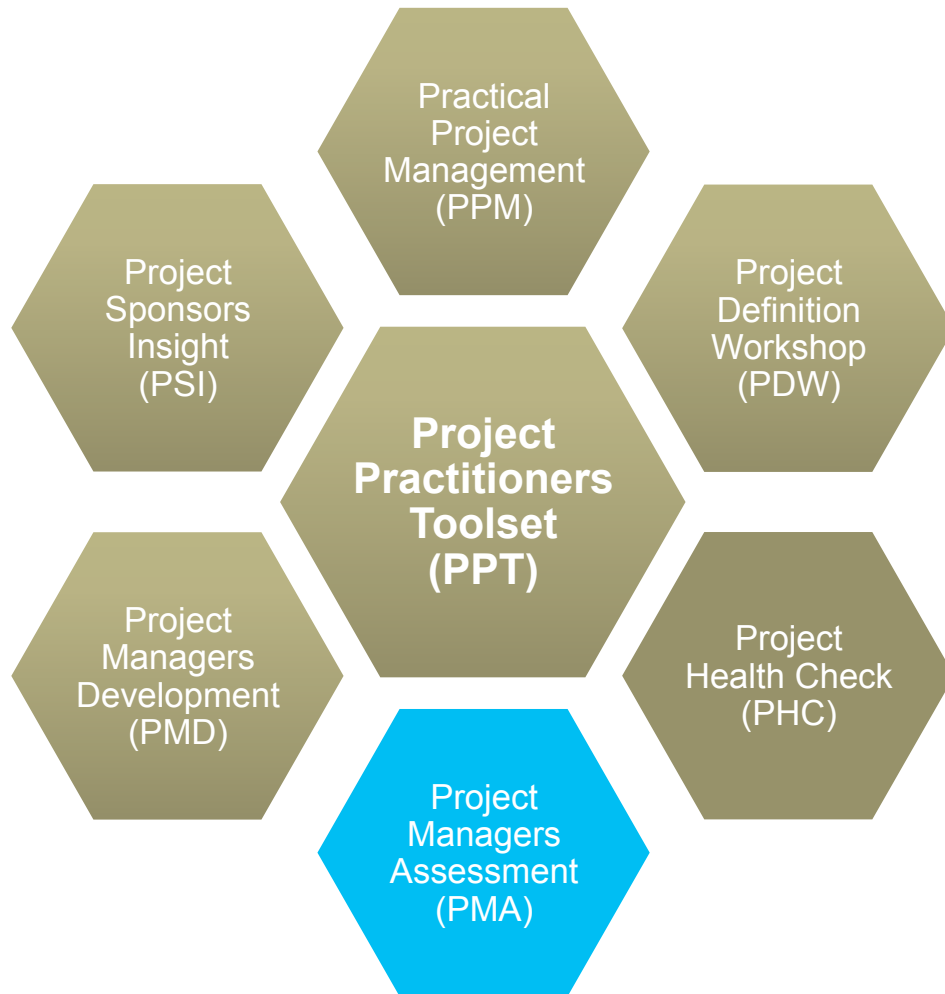 Practical
Project
Management
(PPM)
Project
Sponsors
Insight
(PSI)
Project
Definition
Workshop
(PDW)
Project
Practitioners
Toolset
(PPT)
Project
Managers
Development
(PMD)
Project
Health Check
(PHC)
Project
Managers
Assessment
(PMA)